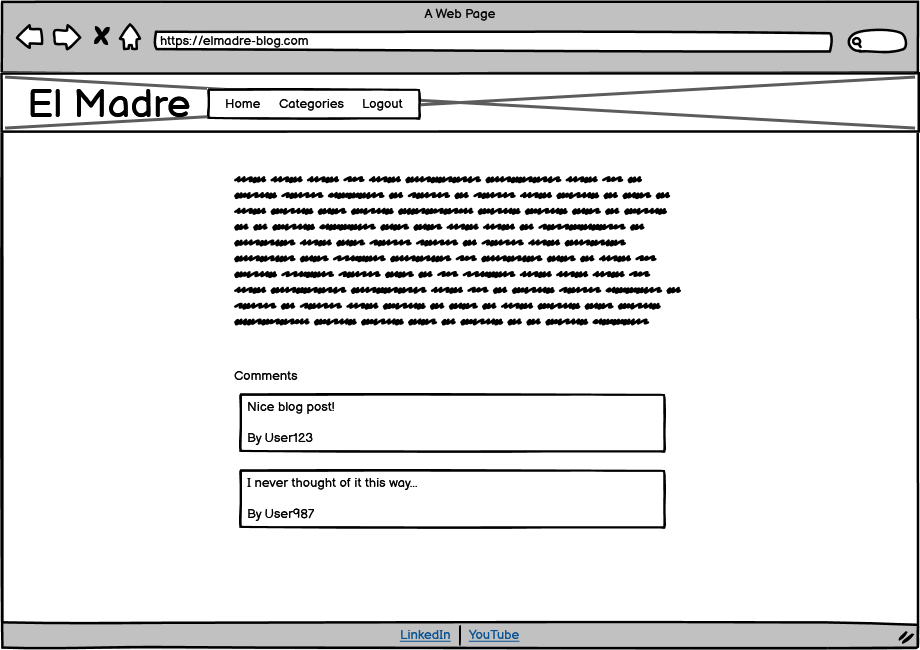 A Web Page
https://elmadre-blog.com
El Madre
Home Categories Logout
Comments
Nice blog post!
By User123
I never thought of it this way...
By User987
LinkedIn | YouTube